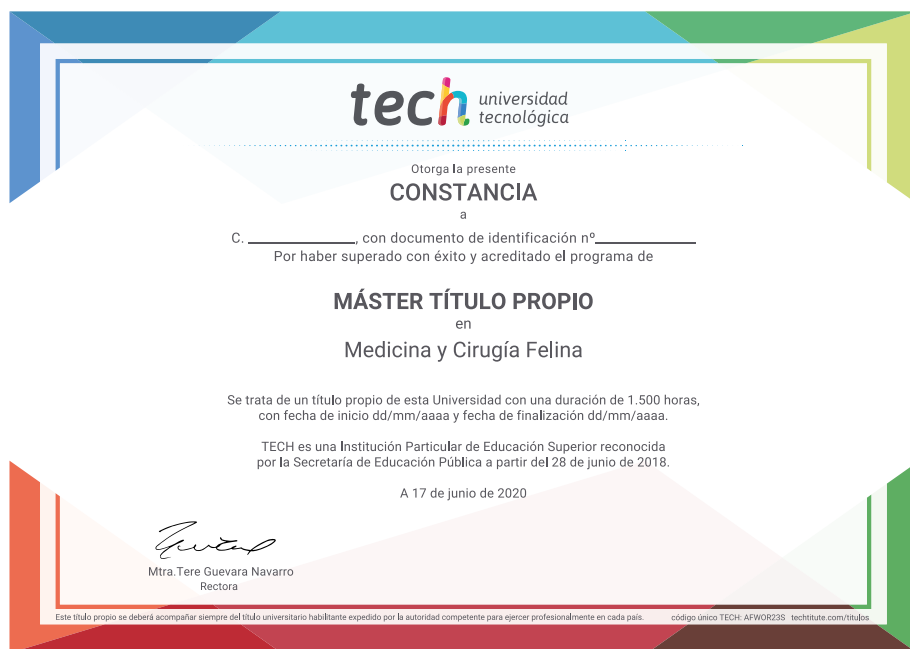 tech universidad
tecnológica
Otorga la presente
CONSTANCIA
a
C. ____________, con documento de identificación nº____________
Por haber superado con éxito y acreditado el programa de
MÁSTER TÍTULO PROPIO
en
Medicina y Cirugía Felina
Se trata de un título propio de esta Universidad con una duración de 1.500 horas,
con fecha de inicio dd/mm/aaaa y fecha de finalización dd/mm/aaaa.
TECH es una Institución Particular de Educación Superior reconocida
por la Secretaría de Educación Pública a partir del 28 de junio de 2018.
A 17 de junio de 2020
Mtra.Tere Guevara Navarro
Rectora
Este título propio se deberá acompañar siempre del título universitario habilitante expedido por la autoridad competente para ejercer profesionalmente en cada país. código único TECH: AFWOR23S techtitute.com/titulos